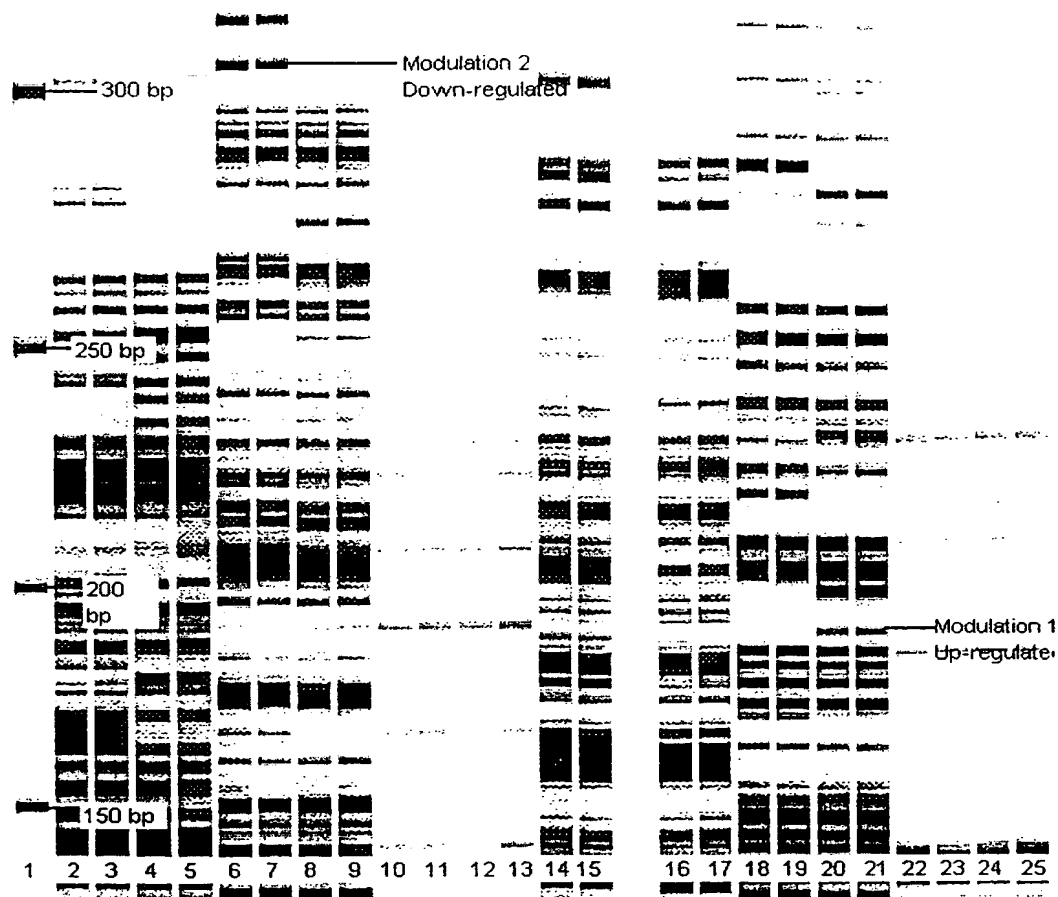 Modulation 2
300 bp
Down-regulated
250 bp
200
bp
Modulation 1
Up-regulate
150 bp
1 2 3 4 5 6 7 8 9 10 11 12 13 14 15 16 17 18 19 20 21 22 23 24 25